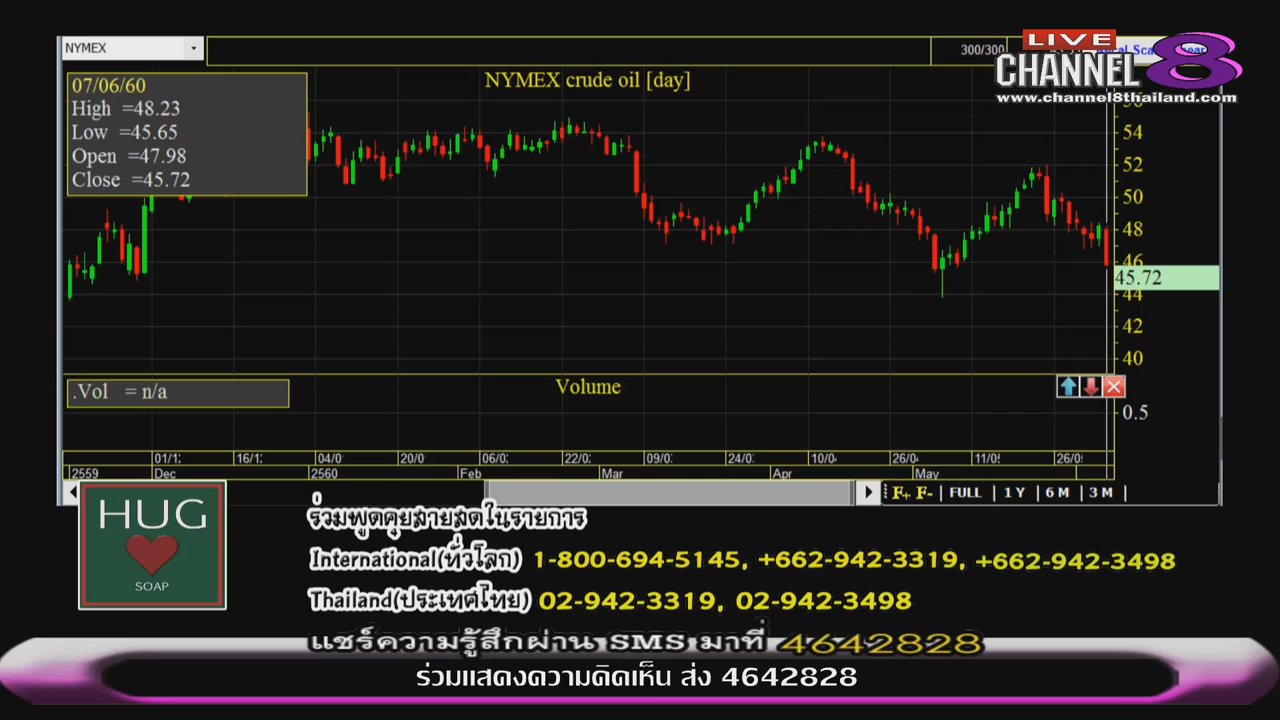 NYMEX
300/300
LIVE
CHANNEL 8
www.channel8thailand.com
07/06/60
High =48.23
Low =45.65
Open =47.98
Close =45.72
NYMEX crude oil [day]
54
52
50
48
46
45.72
44
42
40
.Vol = n/a
Volume
0.5
01/1 16/1 04/0 20/0 06/0 22/0 09/0 24/0 10/0 26/0 11/0 26/0
2559 Dec 2560 Feb Mar Apr May
F+ F- | FULL | 1 Y | 6 M | 3 M |
HUG
SOAP
ร่วมพูดคุยสายสดในรายการ
International(ทั่วโลก) 1-800-694-5145, +662-942-3319, +662-942-3498
Thailand(ประเทศไทย) 02-942-3319, 02-942-3498
แชร์ความรู้สึกผ่าน SMS มาที่ 4642828
ร่วมแสดงความคิดเห็น ส่ง 4642828